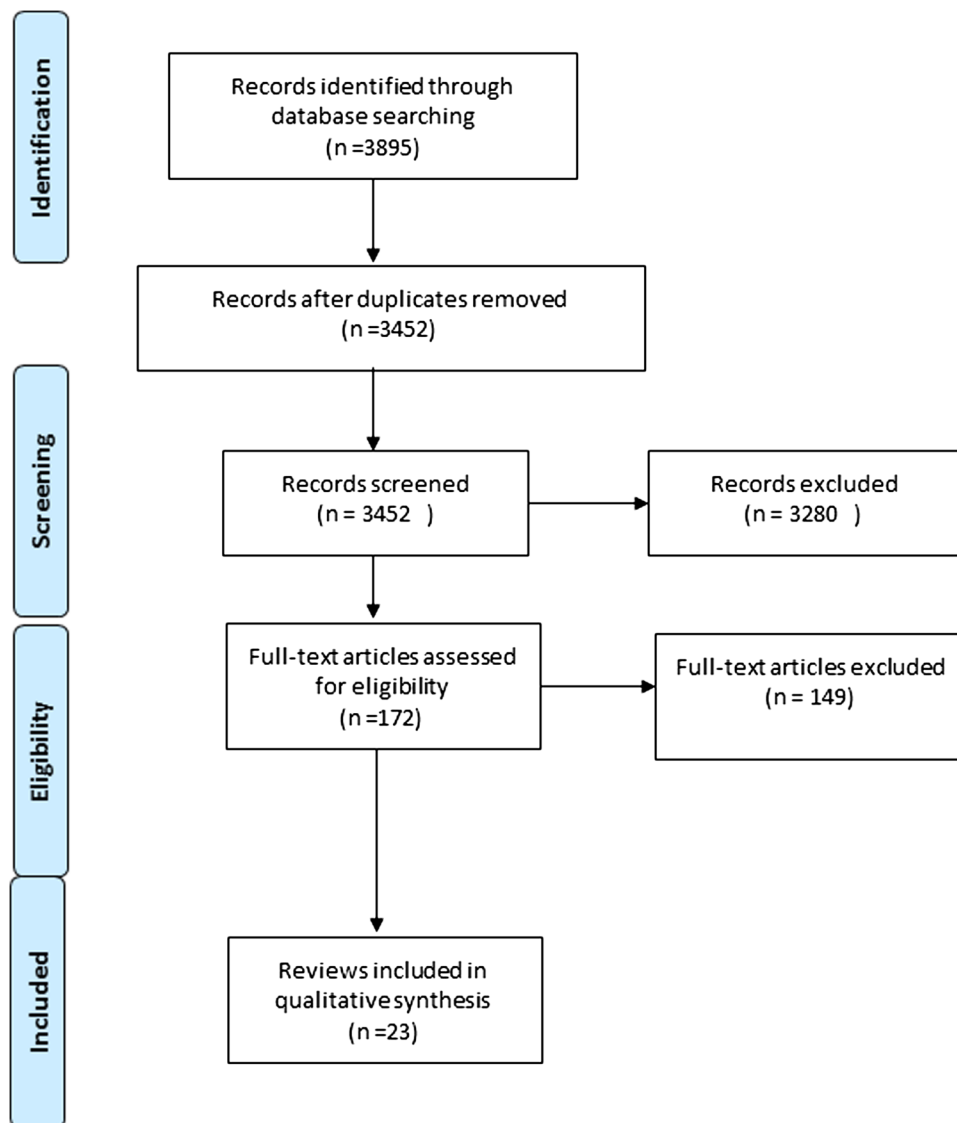 Identification
Records identified through
database searching
(n =3895)
Records after duplicates removed
(n =3452)
Screening
Records screened
(n = 3452   )
Records excluded
(n = 3280   )
Eligibility
Full-text articles assessed
for eligibility
(n =172)
Full-text articles excluded
(n = 149)
Included
Reviews included in
qualitative synthesis
(n =23)